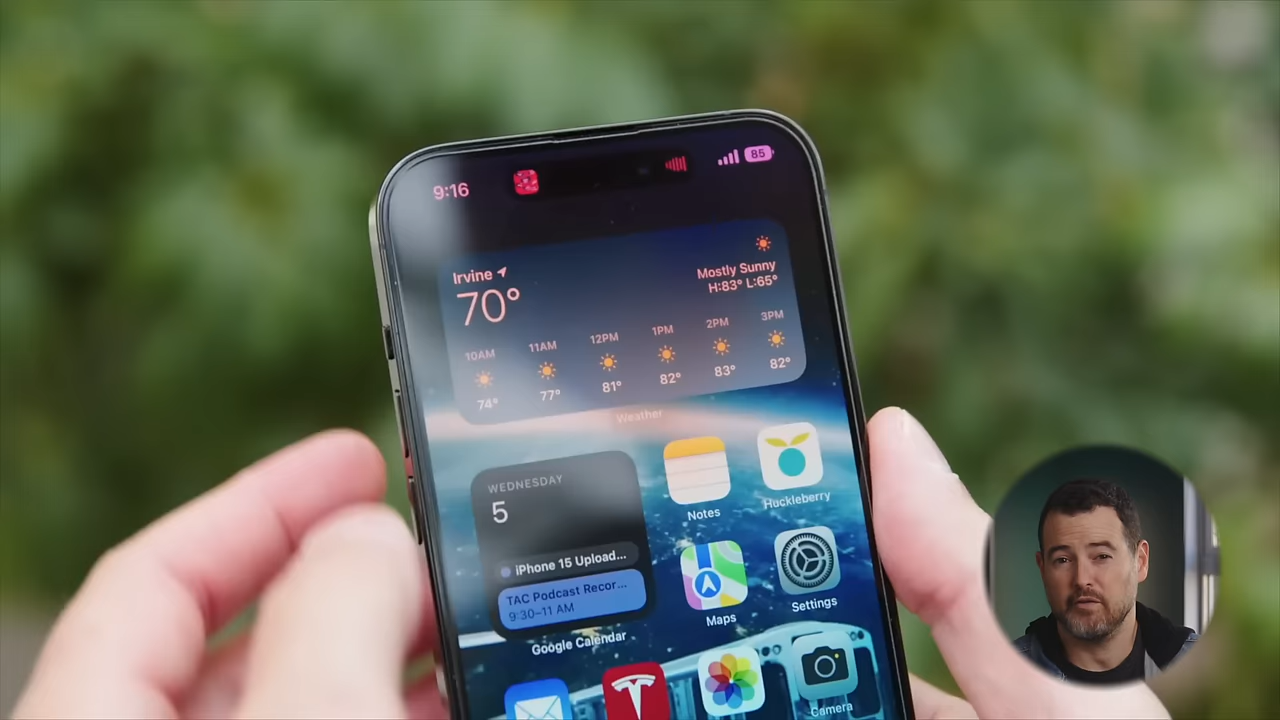 9:16
85
Irvine
70°
Mostly Sunny
H:83° L:65°
10AM 11AM 12PM 1PM 2PM 3PM
74° 77° 81° 82° 83° 82°
Weather
WEDNESDAY
5
iPhone 15 Upload...
TAC Podcast Recor...
9:30–11 AM
Google Calendar
Notes
Huckleberry
Maps
Settings
Camera